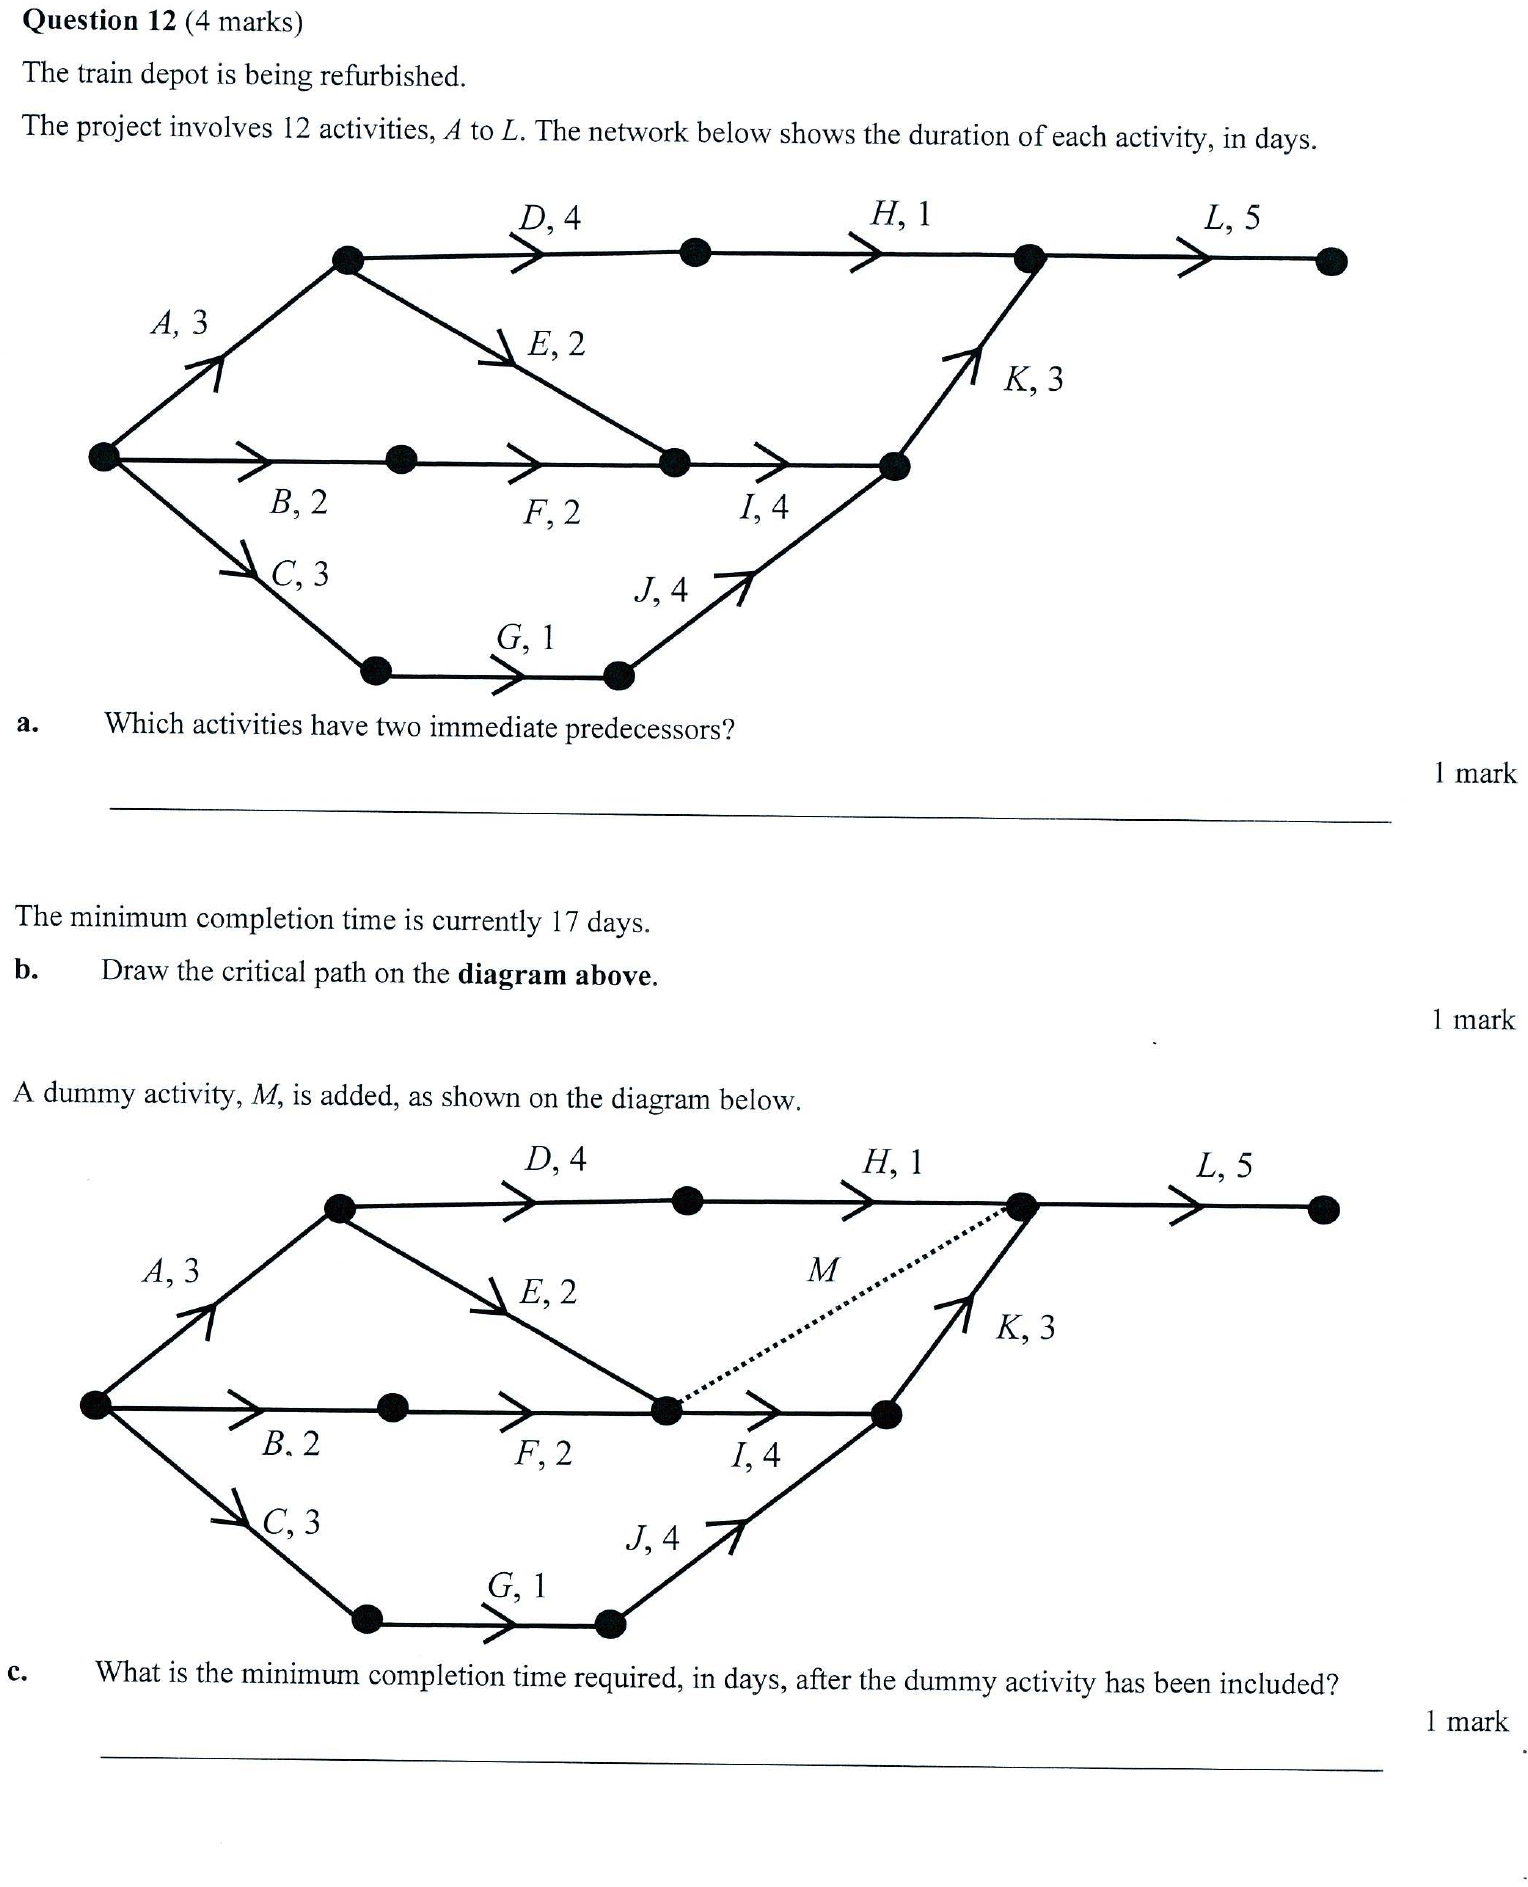 Question 12 (4 marks)
The train depot is being refurbished.
The project involves 12 activities, A to L. The network below shows the duration of each activity, in days.
D, 4
H, 1
L, 5
A, 3
E, 2
K, 3
B, 2
F, 2
I, 4
C, 3
J, 4
G, 1
a. Which activities have two immediate predecessors?
1 mark
The minimum completion time is currently 17 days.
b. Draw the critical path on the diagram above.
1 mark
A dummy activity, M, is added, as shown on the diagram below.
D, 4
H, 1
L, 5
A, 3
E, 2
M
K, 3
B. 2
F, 2
I, 4
C, 3
J, 4
G, 1
c. What is the minimum completion time required, in days, after the dummy activity has been included?
1 mark